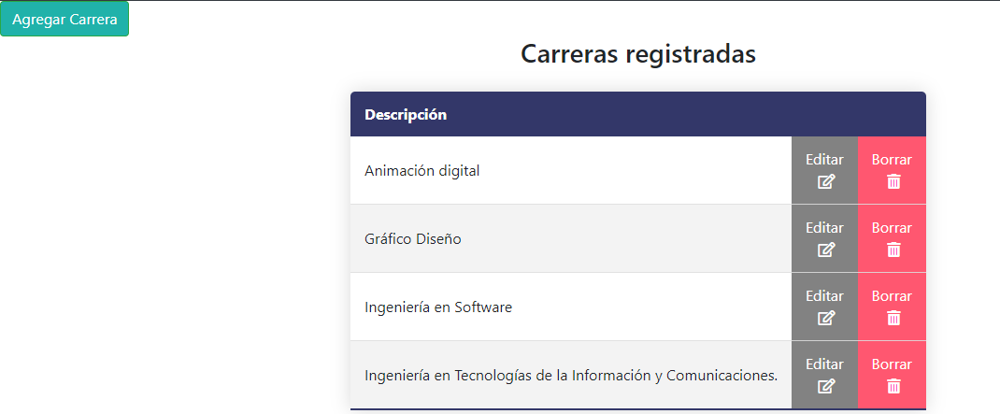 Agregar Carrera
Carreras registradas
Descripción
Animación digital Editar Borrar
Gráfico Diseño Editar Borrar
Ingeniería en Software Editar Borrar
Ingeniería en Tecnologías de la Información y Comunicaciones. Editar Borrar